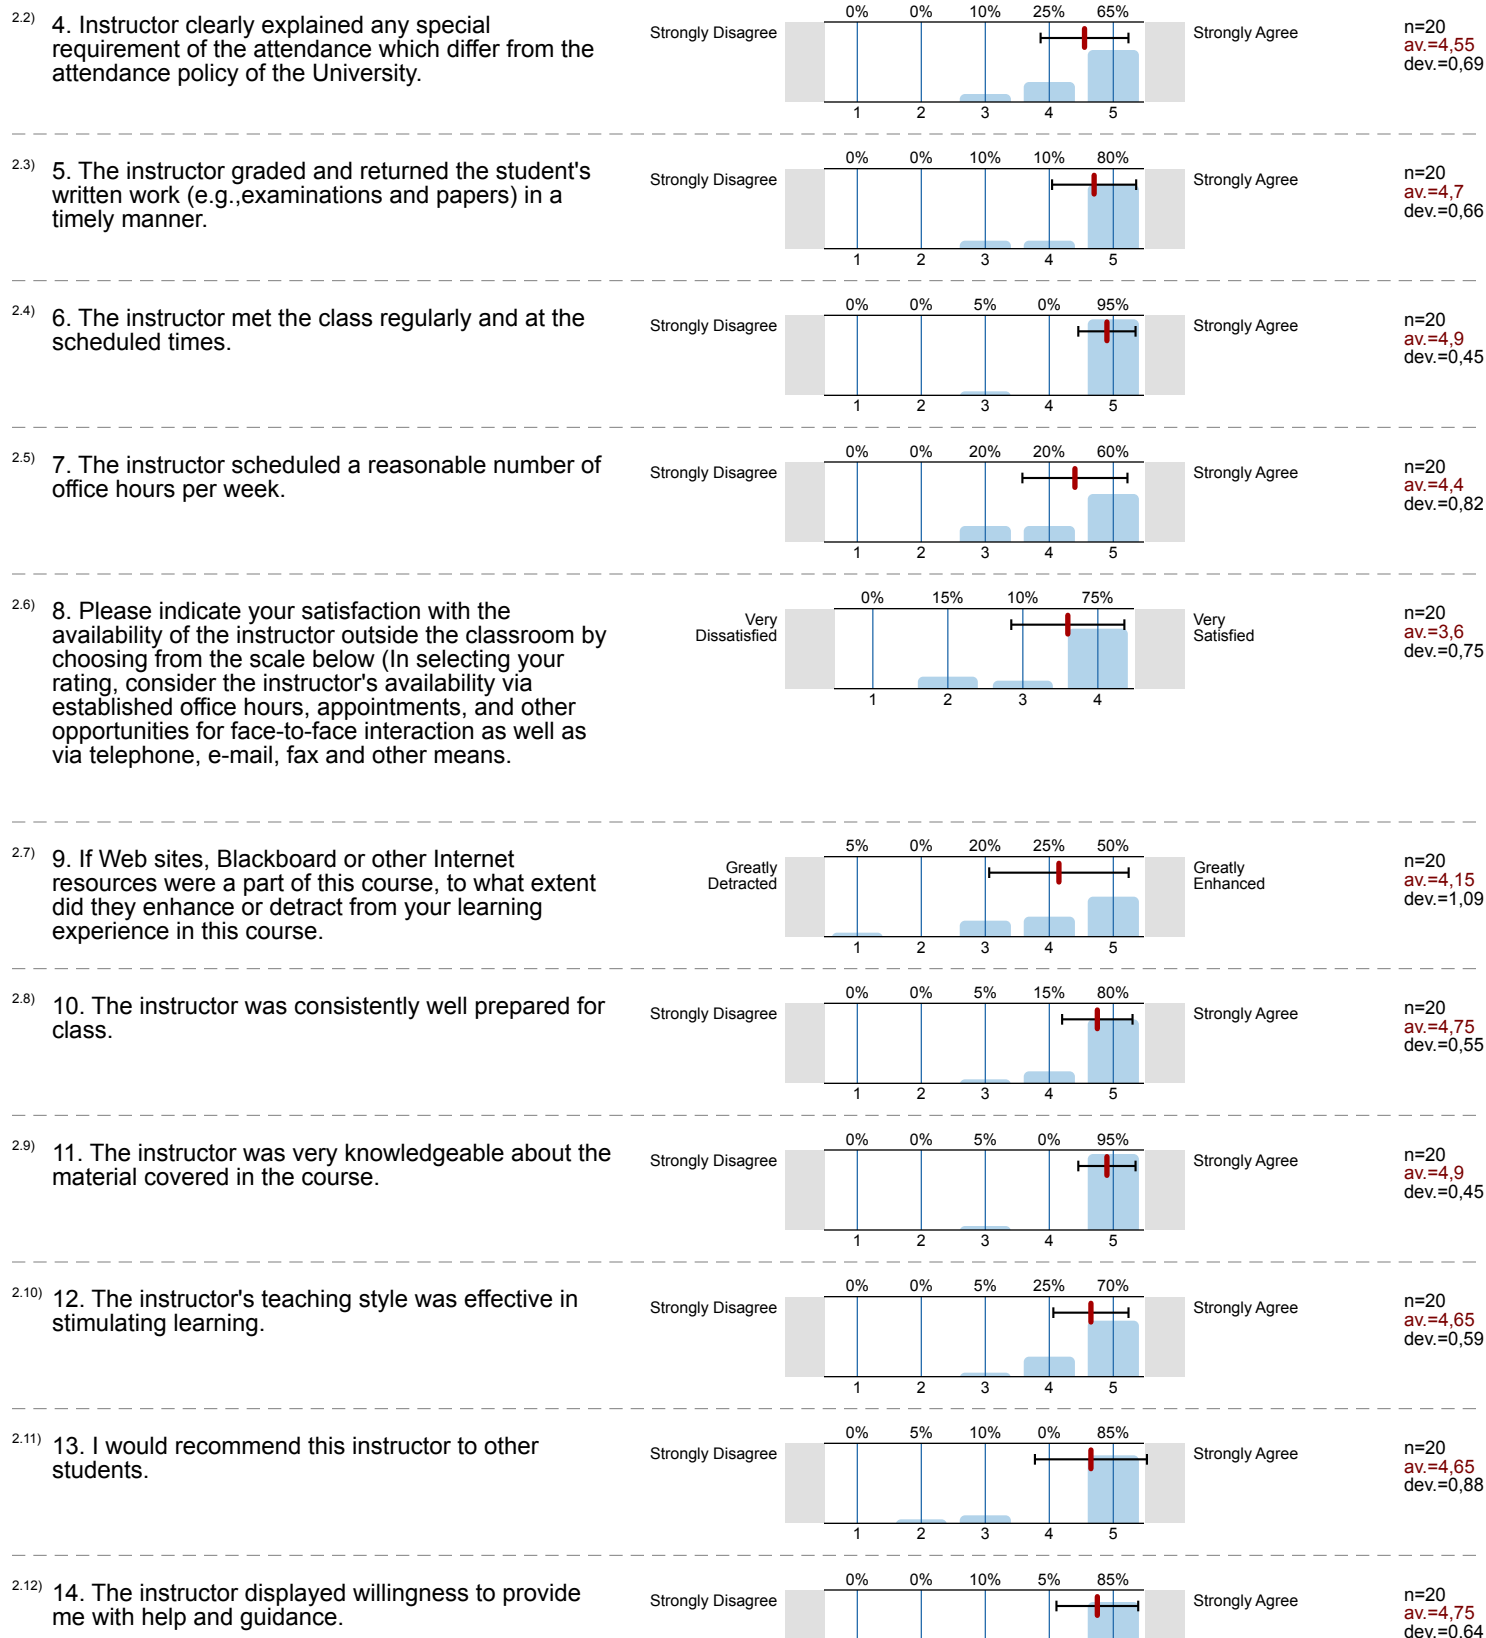 2.2) 4. Instructor clearly explained any special
requirement of the attendance which differ from the
attendance policy of the University.
Strongly Disagree
0% 0% 10% 25% 65%
1 2 3 4 5
Strongly Agree
n=20
av.=4,55
dev.=0,69
2.3) 5. The instructor graded and returned the student's
written work (e.g.,examinations and papers) in a
timely manner.
Strongly Disagree
0% 0% 10% 10% 80%
1 2 3 4 5
Strongly Agree
n=20
av.=4,7
dev.=0,66
2.4) 6. The instructor met the class regularly and at the
scheduled times.
Strongly Disagree
0% 0% 5% 0% 95%
1 2 3 4 5
Strongly Agree
n=20
av.=4,9
dev.=0,45
2.5) 7. The instructor scheduled a reasonable number of
office hours per week.
Strongly Disagree
0% 0% 20% 20% 60%
1 2 3 4 5
Strongly Agree
n=20
av.=4,4
dev.=0,82
2.6) 8. Please indicate your satisfaction with the
availability of the instructor outside the classroom by
choosing from the scale below (In selecting your
rating, consider the instructor's availability via
established office hours, appointments, and other
opportunities for face-to-face interaction as well as
via telephone, e-mail, fax and other means.
Very
Dissatisfied
0% 15% 10% 75%
1 2 3 4
Very
Satisfied
n=20
av.=3,6
dev.=0,75
2.7) 9. If Web sites, Blackboard or other Internet
resources were a part of this course, to what extent
did they enhance or detract from your learning
experience in this course.
Greatly
Detracted
5% 0% 20% 25% 50%
1 2 3 4 5
Greatly
Enhanced
n=20
av.=4,15
dev.=1,09
2.8) 10. The instructor was consistently well prepared for
class.
Strongly Disagree
0% 0% 5% 15% 80%
1 2 3 4 5
Strongly Agree
n=20
av.=4,75
dev.=0,55
2.9) 11. The instructor was very knowledgeable about the
material covered in the course.
Strongly Disagree
0% 0% 5% 0% 95%
1 2 3 4 5
Strongly Agree
n=20
av.=4,9
dev.=0,45
2.10) 12. The instructor's teaching style was effective in
stimulating learning.
Strongly Disagree
0% 0% 5% 25% 70%
1 2 3 4 5
Strongly Agree
n=20
av.=4,65
dev.=0,59
2.11) 13. I would recommend this instructor to other
students.
Strongly Disagree
0% 5% 10% 0% 85%
1 2 3 4 5
Strongly Agree
n=20
av.=4,65
dev.=0,88
2.12) 14. The instructor displayed willingness to provide
me with help and guidance.
Strongly Disagree
0% 0% 10% 5% 85%
Strongly Agree
n=20
av.=4,75
dev.=0,64